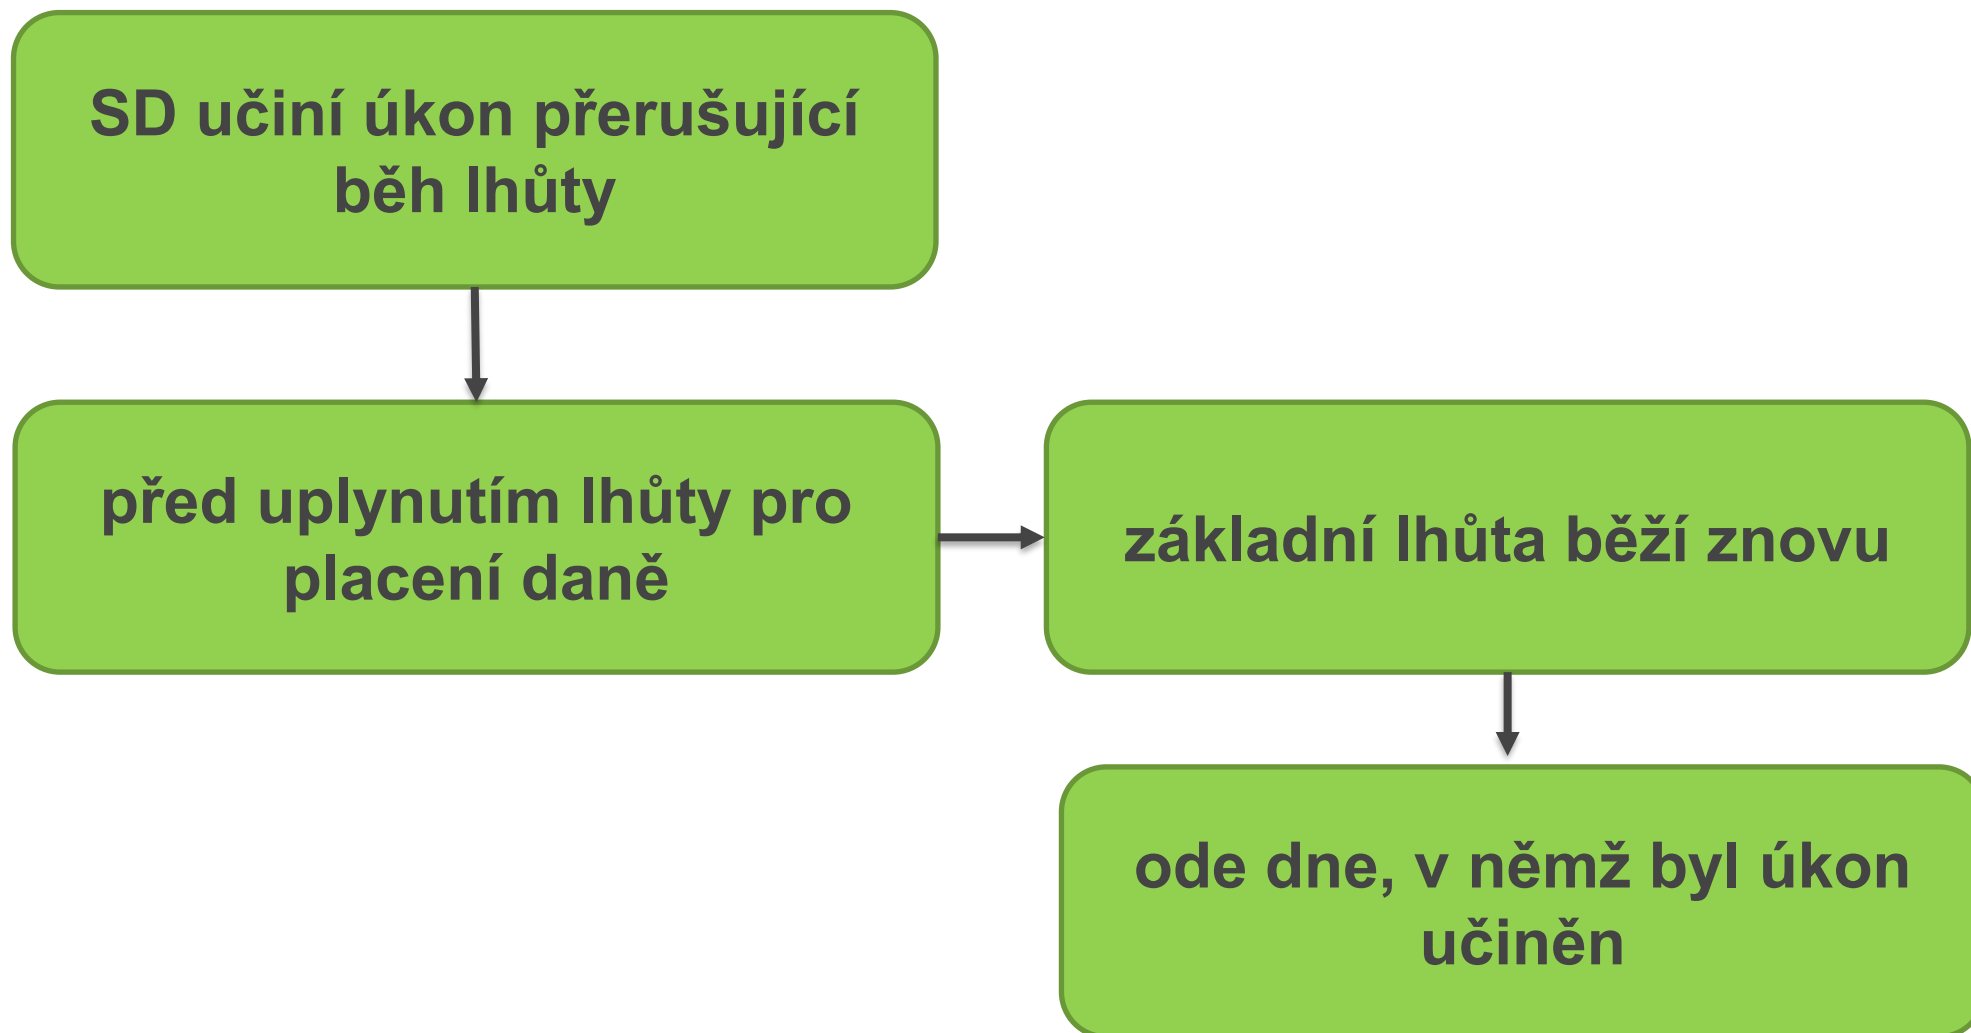 SD učiní úkon přerušující
běh lhůty
před uplynutím lhůty pro
placení daně
základní lhůta běží znovu
ode dne, v němž byl úkon
učiněn